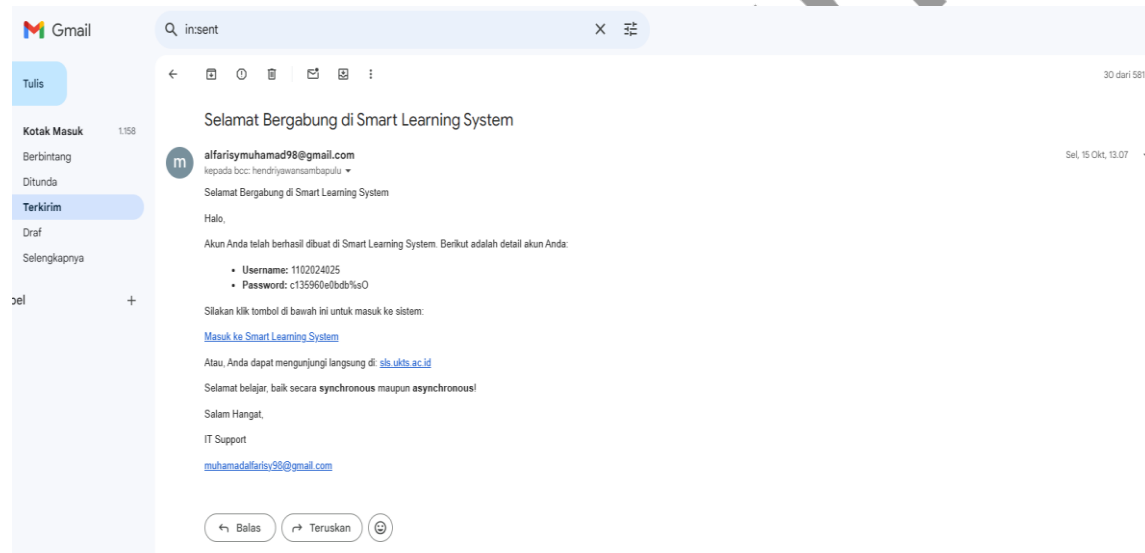 Gmail
in:sent
Tulis
30 dari 581
Kotak Masuk 1.158
Berbintang
Ditunda
Terkirim
Draf
Selengkapnya
Selamat Bergabung di Smart Learning System
m
alfarisymuhamad98@gmail.com
Sel, 15 Okt, 13.07
kepada bcc: hendriyawansambapulu
Selamat Bergabung di Smart Learning System
Halo,
Akun Anda telah berhasil dibuat di Smart Learning System. Berikut adalah detail akun Anda:
• Username: 1102024025
• Password: c135960e0bdb%sO
Silakan klik tombol di bawah ini untuk masuk ke sistem:
Masuk ke Smart Learning System
Atau, Anda dapat mengunjungi langsung di: sls.ukts.ac.id
Selamat belajar, baik secara synchronous maupun asynchronous!
Salam Hangat,
IT Support
muhamadalfarisy98@gmail.com
Balas
Teruskan